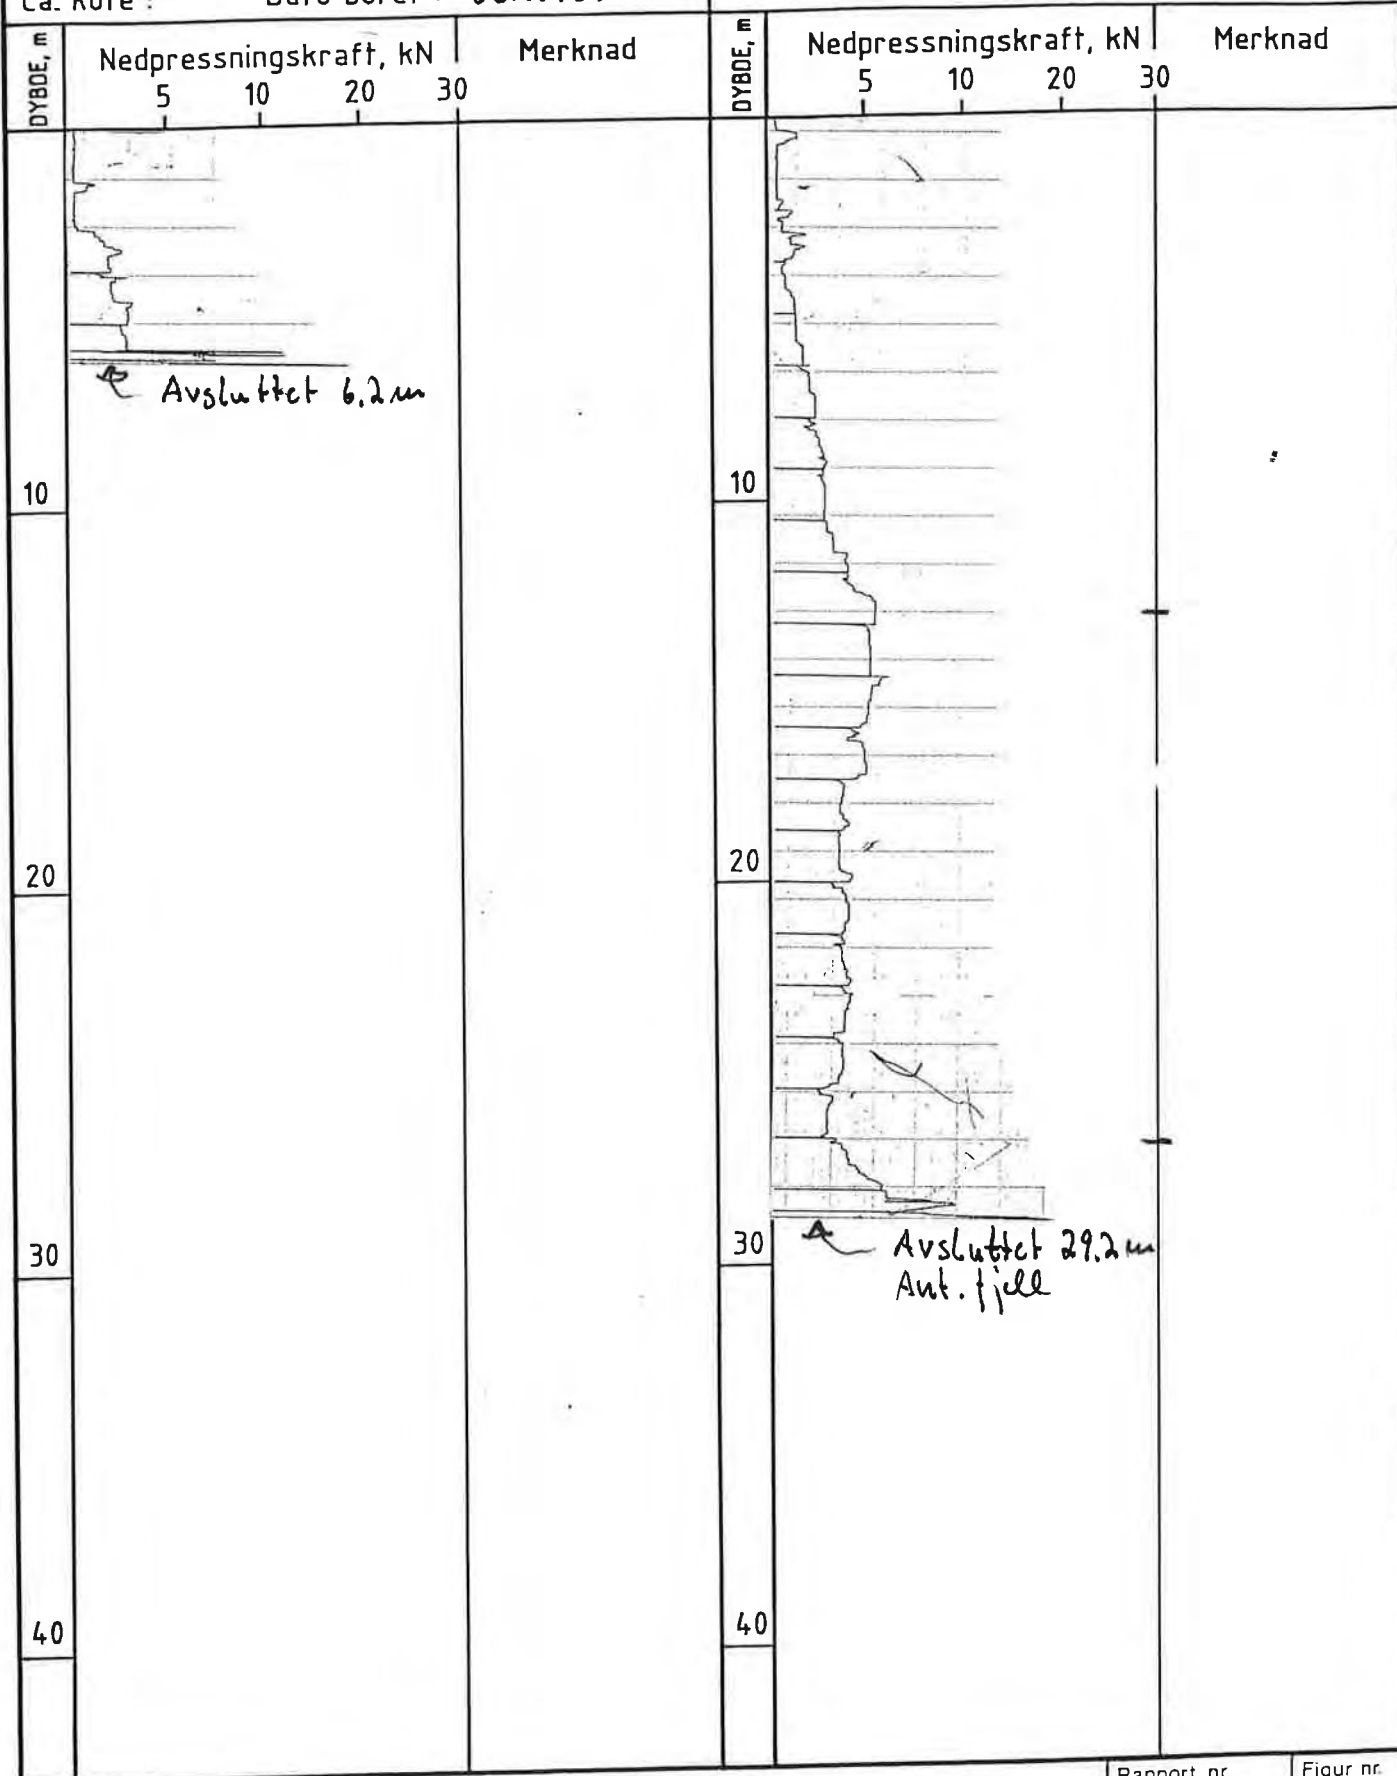 Ca. Kote :
DYBDE, m
Nedpressningskraft, kN
Merknad
5 10 20 30
Avsluttet 6,2 m
10
20
30
40
DYBDE, m
Nedpressningskraft, kN
Merknad
5 10 20 30
10
20
30
Avsluttet 29.2 m
Ant. fjell
40
Rapport nr.
Figur nr.